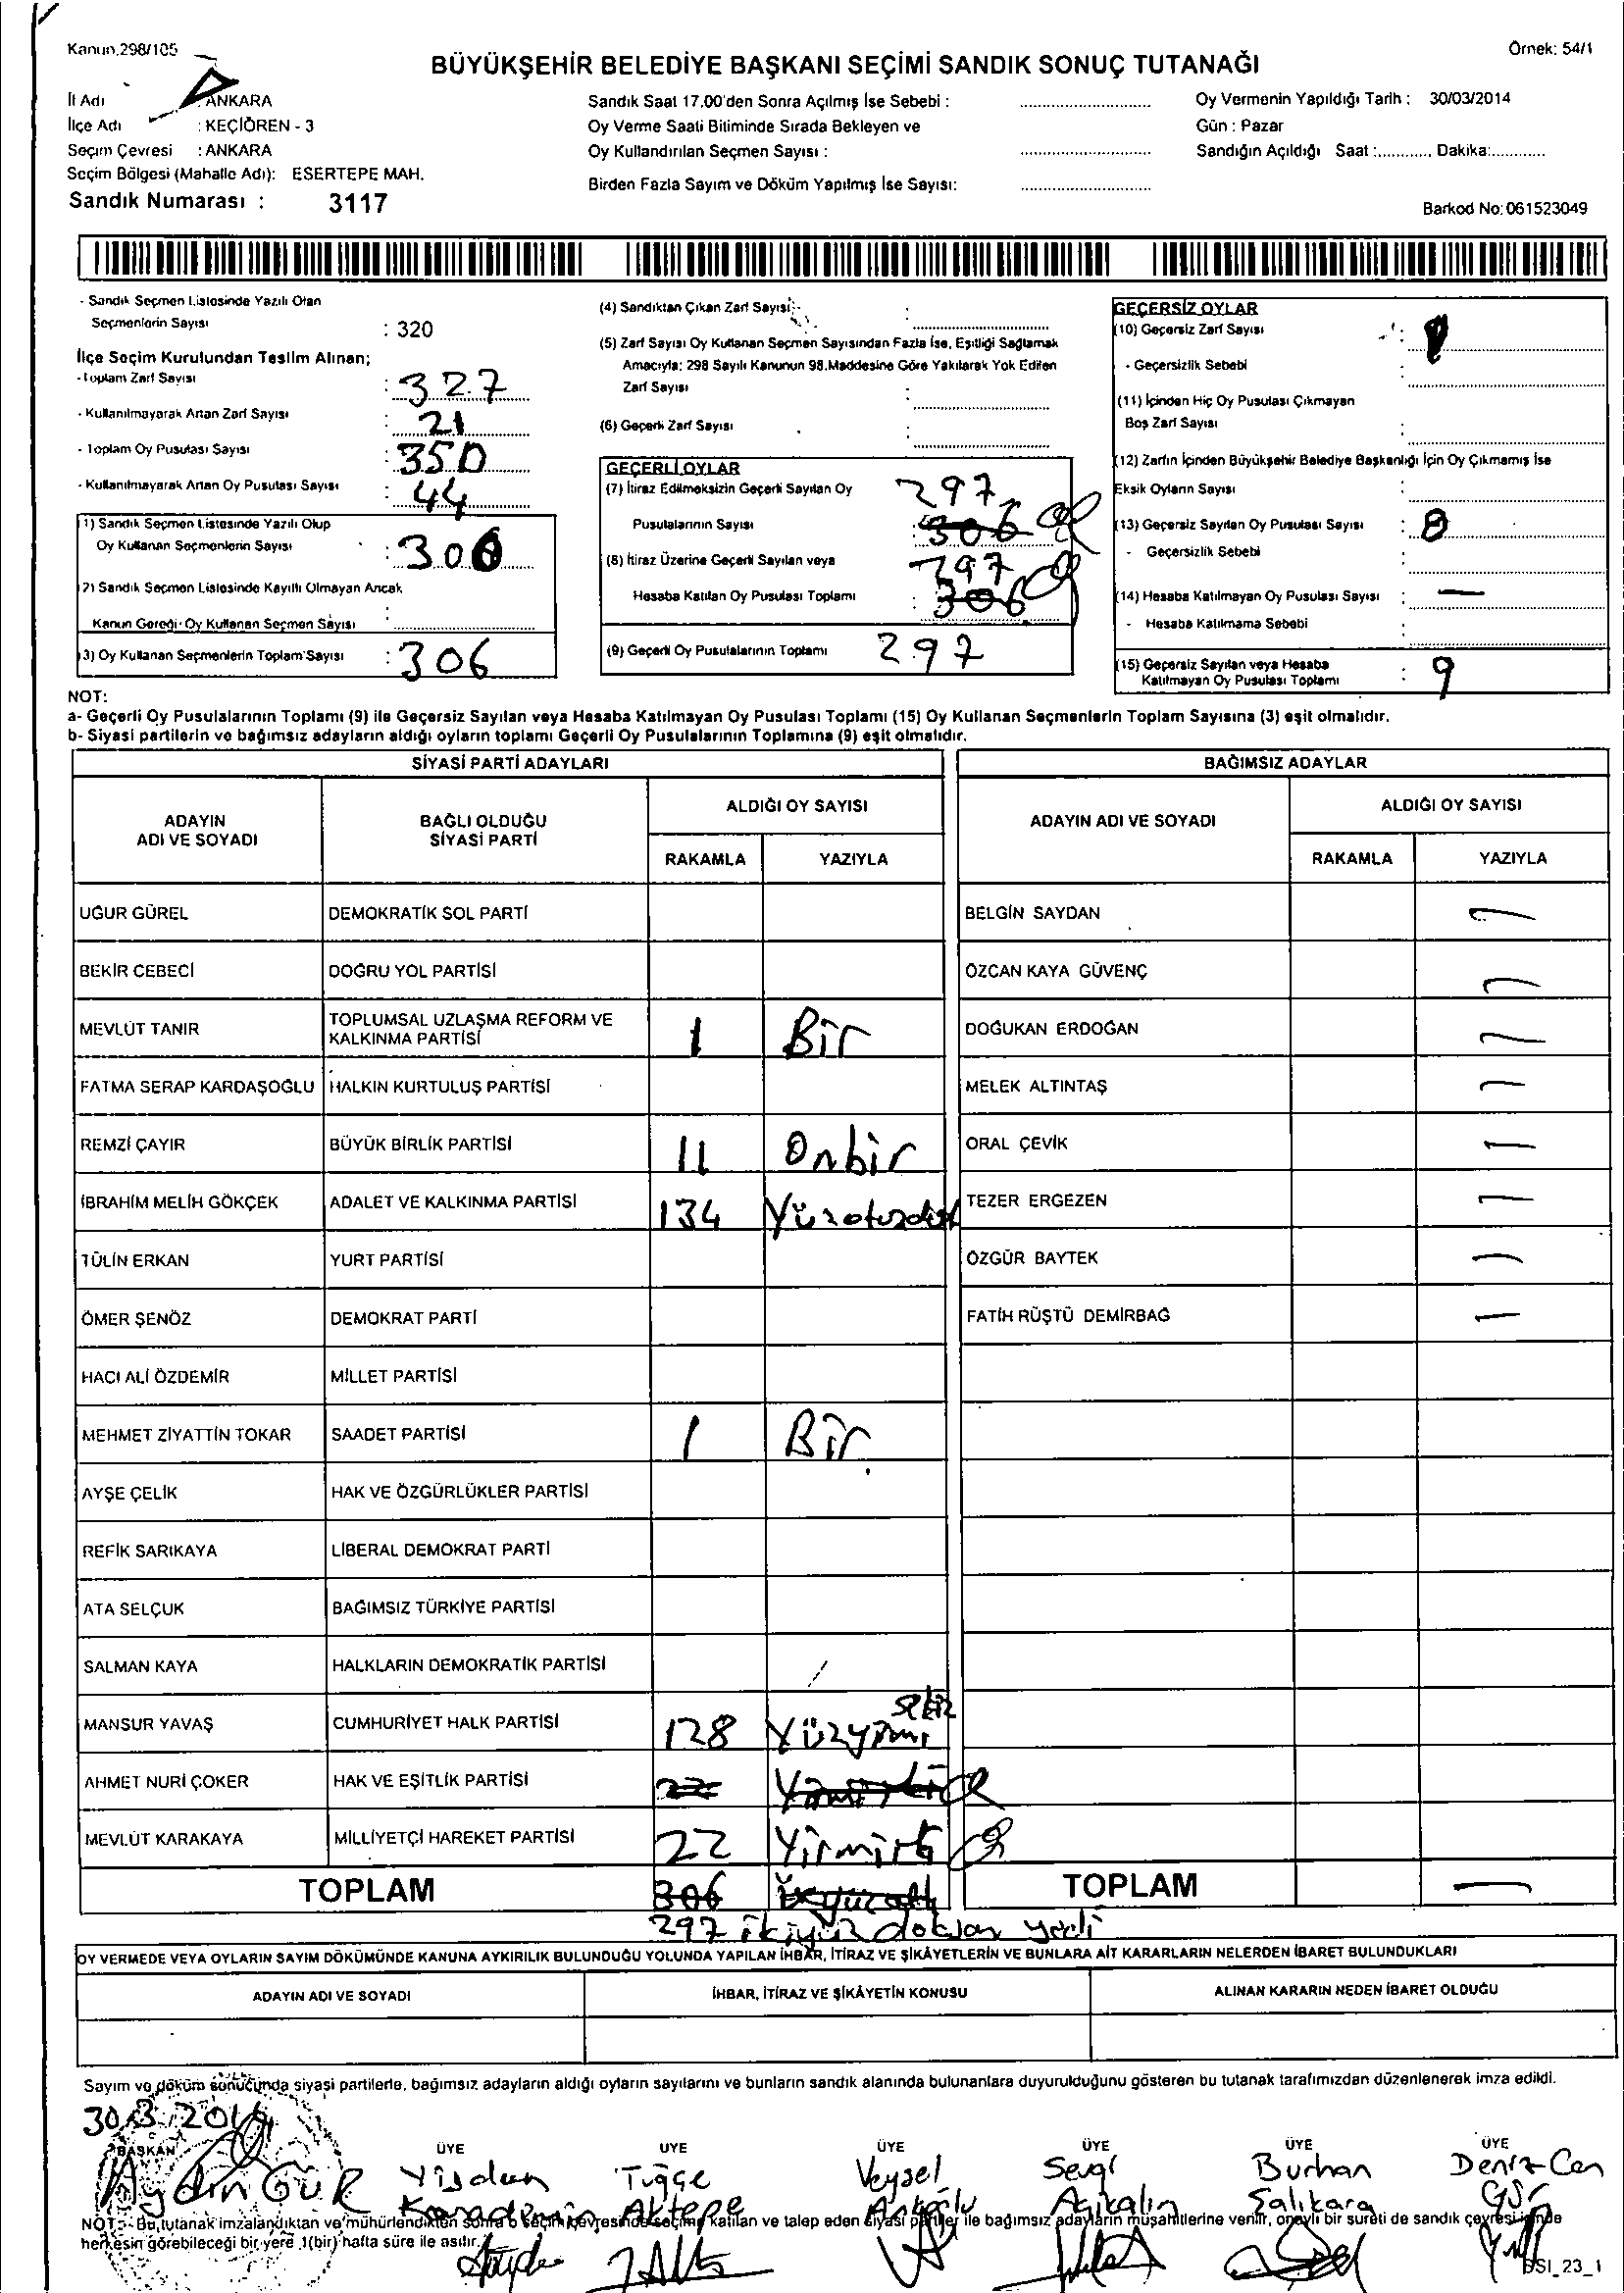 Kanun.298/105
Örnek: 54/1
BÜYÜKŞEHİR BELEDİYE BAŞKANI SEÇİMİ SANDIK SONUÇ TUTANAĞI
İl Adı : ANKARA
İlçe Adı : KEÇİÖREN - 3
Seçim Çevresi : ANKARA
Seçim Bölgesi (Mahalle Adı): ESERTEPE MAH.
Sandık Numarası : 3117
Sandık Saat 17.00'den Sonra Açılmış İse Sebebi :
Oy Verme Saati Bitiminde Sırada Bekleyen ve
Oy Kullandırılan Seçmen Sayısı :
Birden Fazla Sayım ve Döküm Yapılmış İse Sayısı:
Oy Vermenin Yapıldığı Tarih : 30/03/2014
Gün : Pazar
Sandığın Açıldığı Saat :............ Dakika:............
Barkod No: 061523049
- Sandık Seçmen Listesinde Yazılı Olan
Seçmenlerin Sayısı : 320
İlçe Seçim Kurulundan Teslim Alınan;
- Toplam Zarf Sayısı : 327
- Kullanılmayarak Artan Zarf Sayısı : 21
- Toplam Oy Pusulası Sayısı : 350
- Kullanılmayarak Artan Oy Pusulası Sayısı : 44
(1) Sandık Seçmen Listesinde Yazılı Olup
Oy Kullanan Seçmenlerin Sayısı : 306
(2) Sandık Seçmen Listesinde Kayıtlı Olmayan Ancak
Kanun Gereği Oy Kullanan Seçmen Sayısı :
(3) Oy Kullanan Seçmenlerin Toplam Sayısı : 306
(4) Sandıktan Çıkan Zarf Sayısı :
(5) Zarf Sayısı Oy Kullanan Seçmen Sayısından Fazla İse, Eşitliği Sağlamak
Amacıyla; 298 Sayılı Kanunun 98.Maddesine Göre Yakılarak Yok Edilen
Zarf Sayısı :
(6) Geçerli Zarf Sayısı :
GEÇERLİ OYLAR
(7) İtiraz Edilmeksizin Geçerli Sayılan Oy 297
Pusulalarının Sayısı : 306
(8) İtiraz Üzerine Geçerli Sayılan veya 297
Hesaba Katılan Oy Pusulası Toplamı : 306
(9) Geçerli Oy Pusulalarının Toplamı 297
GEÇERSİZ OYLAR
(10) Geçersiz Zarf Sayısı :
- Geçersizlik Sebebi :
(11) İçinden Hiç Oy Pusulası Çıkmayan
Boş Zarf Sayısı :
(12) Zarfın İçinden Büyükşehir Belediye Başkanlığı İçin Oy Çıkmamış İse
Eksik Oyların Sayısı :
(13) Geçersiz Sayılan Oy Pusulası Sayısı :
- Geçersizlik Sebebi :
(14) Hesaba Katılmayan Oy Pusulası Sayısı : —
- Hesaba Katılmama Sebebi :
(15) Geçersiz Sayılan veya Hesaba
Katılmayan Oy Pusulası Toplamı : 9
NOT:
a- Geçerli Oy Pusulalarının Toplamı (9) ile Geçersiz Sayılan veya Hesaba Katılmayan Oy Pusulası Toplamı (15) Oy Kullanan Seçmenlerin Toplam Sayısına (3) eşit olmalıdır.
b- Siyasi partilerin ve bağımsız adayların aldığı oyların toplamı Geçerli Oy Pusulalarının Toplamına (9) eşit olmalıdır.
SİYASİ PARTİ ADAYLARI BAĞIMSIZ ADAYLAR
ADAYIN ADI VE SOYADI BAĞLI OLDUĞU SİYASİ PARTİ ALDIĞI OY SAYISI ADAYIN ADI VE SOYADI ALDIĞI OY SAYISI
RAKAMLA YAZIYLA RAKAMLA YAZIYLA
UĞUR GÜREL DEMOKRATİK SOL PARTİ BELGİN SAYDAN —
BEKİR CEBECİ DOĞRU YOL PARTİSİ ÖZCAN KAYA GÜVENÇ —
MEVLÜT TANIR TOPLUMSAL UZLAŞMA REFORM VE KALKINMA PARTİSİ 1 Bir DOĞUKAN ERDOĞAN —
FATMA SERAP KARDAŞOĞLU HALKIN KURTULUŞ PARTİSİ MELEK ALTINTAŞ —
REMZİ ÇAYIR BÜYÜK BİRLİK PARTİSİ 11 Onbir ORAL ÇEVİK —
İBRAHİM MELİH GÖKÇEK ADALET VE KALKINMA PARTİSİ 134 Yüzotuzdört TEZER ERGEZEN —
TÜLİN ERKAN YURT PARTİSİ ÖZGÜR BAYTEK —
ÖMER ŞENÖZ DEMOKRAT PARTİ FATİH RÜŞTÜ DEMİRBAĞ —
HACI ALİ ÖZDEMİR MİLLET PARTİSİ
MEHMET ZİYATTİN TOKAR SAADET PARTİSİ 1 Bir
AYŞE ÇELİK HAK VE ÖZGÜRLÜKLER PARTİSİ
REFİK SARIKAYA LİBERAL DEMOKRAT PARTİ
ATA SELÇUK BAĞIMSIZ TÜRKİYE PARTİSİ
SALMAN KAYA HALKLARIN DEMOKRATİK PARTİSİ
MANSUR YAVAŞ CUMHURİYET HALK PARTİSİ 128 Yüzyirmi sekiz
AHMET NURİ ÇOKER HAK VE EŞİTLİK PARTİSİ 22 Yirmiiki
MEVLÜT KARAKAYA MİLLİYETÇİ HAREKET PARTİSİ 22 Yirmiiki
TOPLAM 306 Üçyüzaltı TOPLAM —
297 ikiyüz doksan yedi
OY VERMEDE VEYA OYLARIN SAYIM DÖKÜMÜNDE KANUNA AYKIRILIK BULUNDUĞU YOLUNDA YAPILAN İHBAR, İTİRAZ VE ŞİKÂYETLERİN VE BUNLARA AİT KARARLARIN NELERDEN İBARET BULUNDUKLARI
ADAYIN ADI VE SOYADI İHBAR, İTİRAZ VE ŞİKÂYETİN KONUSU ALINAN KARARIN NEDEN İBARET OLDUĞU
Sayım ve döküm sonucunda siyasi partilerle, bağımsız adayların aldığı oyların sayılarını ve bunların sandık alanında bulunanlara duyurulduğunu gösteren bu tutanak tarafımızdan düzenlenerek imza edildi.
30.3.2014
BAŞKAN ÜYE ÜYE ÜYE ÜYE ÜYE ÜYE
Aydın GÜR Tuğçe Aktepe Veysel Sevgi Açıkalın Burhan Şalıkara Deniz Can
NOT:- Bu tutanak imzalandıktan ve mühürlendikten sonra o seçim çevresinde seçime katılan ve talep eden siyasi partiler ile bağımsız adayların müşahitlerine verilir, onaylı bir sureti de sandık çevresi içinde
herkesin görebileceği bir yere 1(bir) hafta süre ile asılır.
SSI_23_1